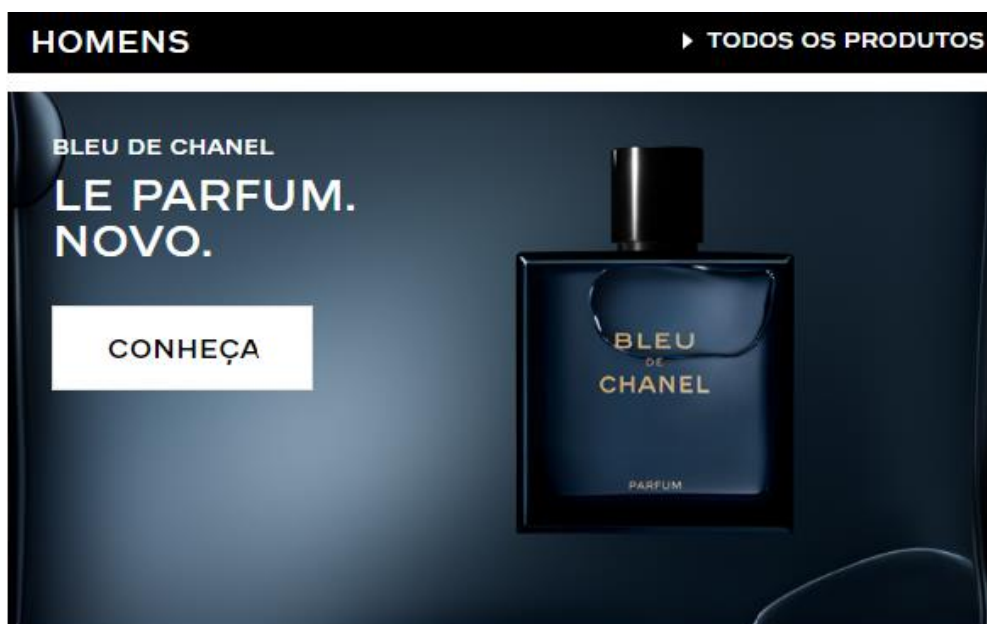 HOMENS
TODOS OS PRODUTOS
BLEU DE CHANEL
LE PARFUM.
NOVO.
CONHEÇA
BLEU
DE
CHANEL
PARFUM